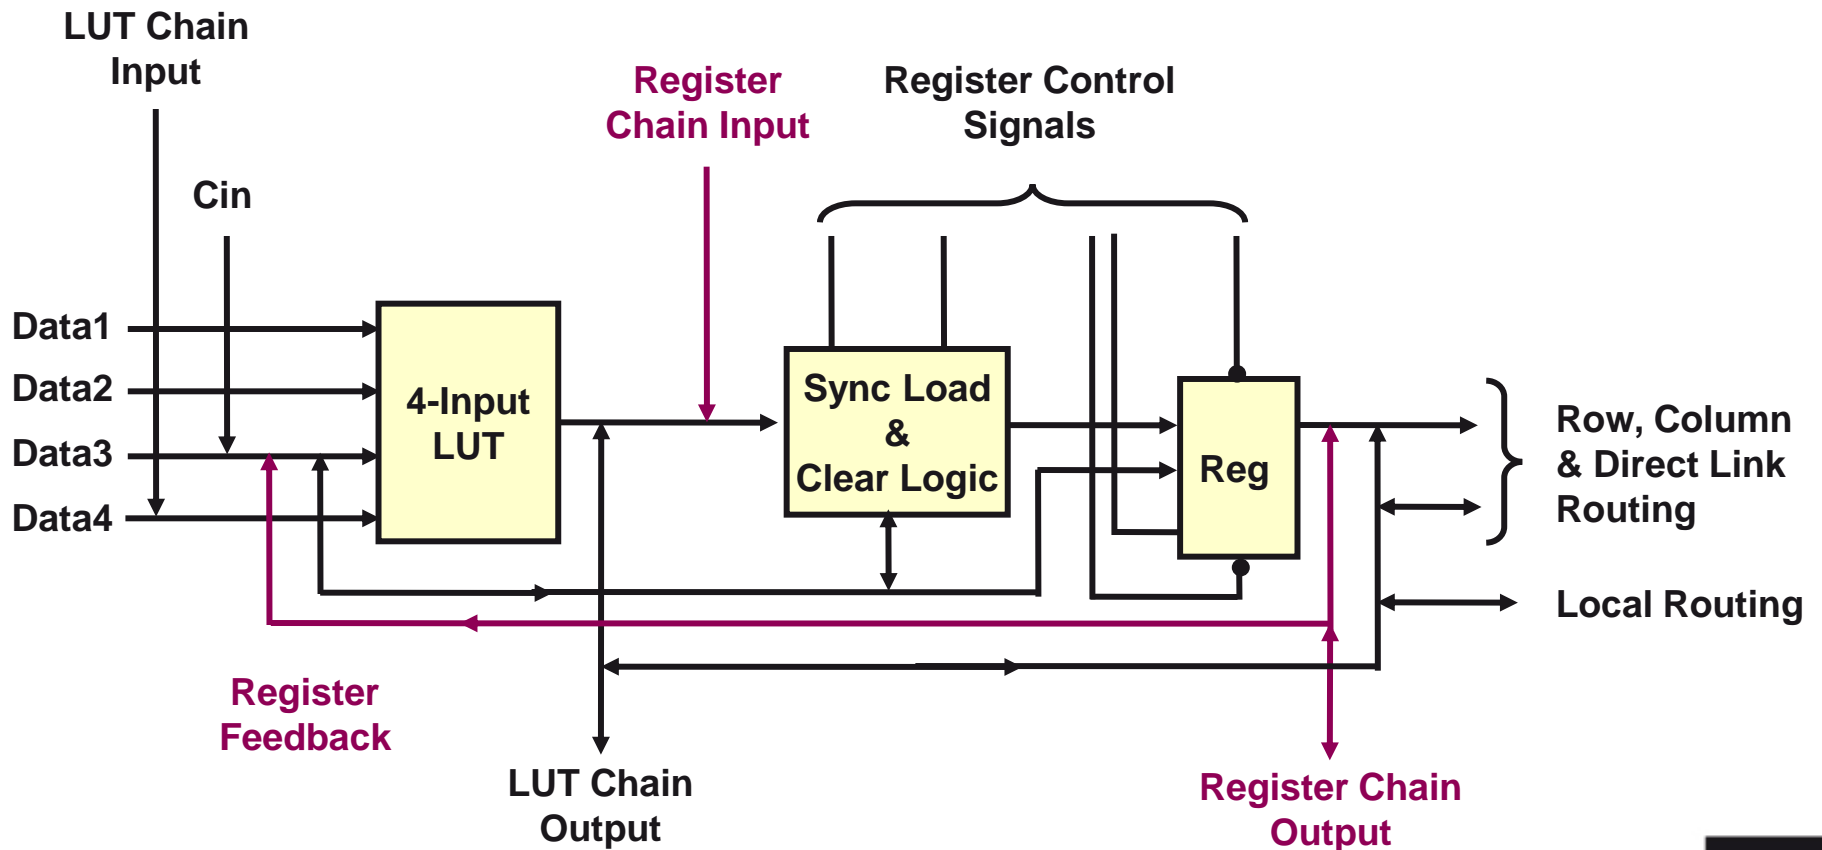 LUT Chain
Input
Register
Chain Input
Register Control
Signals
Cin
Data1
Data2
Data3
Data4
4-Input
LUT
Sync Load
&
Clear Logic
Reg
Row, Column
& Direct Link
Routing
Local Routing
Register
Feedback
LUT Chain
Output
Register Chain
Output